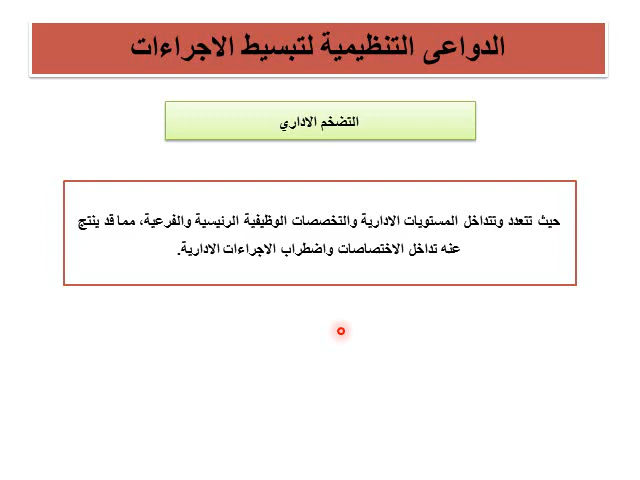 الدواعى التنظيمية لتبسيط الاجراءات
التضخم الاداري
حيث تتعدد وتتداخل المستويات الادارية والتخصصات الوظيفية الرئيسية والفرعية، مما قد ينتج
عنه تداخل الاختصاصات واضطراب الاجراءات الادارية.